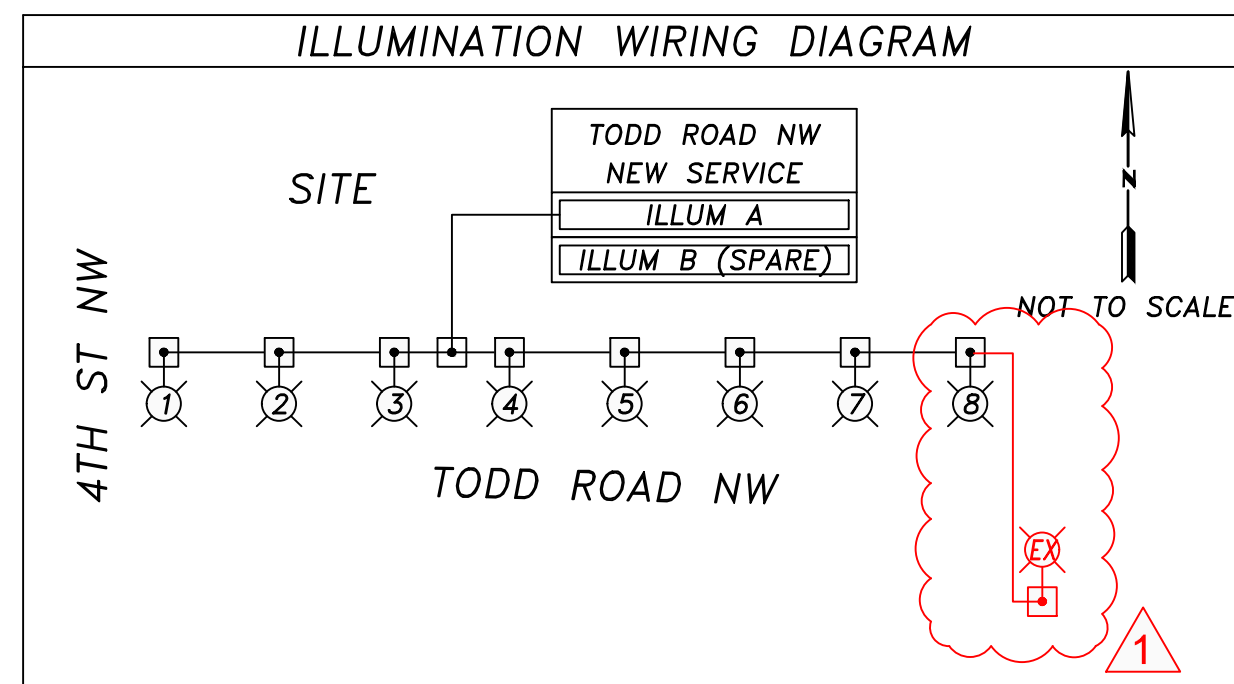 ILLUMINATION WIRING DIAGRAM
TODD ROAD NW
NEW SERVICE
ILLUM A
ILLUM B (SPARE)
SITE
N
NOT TO SCALE
4TH ST NW
1 2 3 4 5 6 7 8
TODD ROAD NW
EX
1